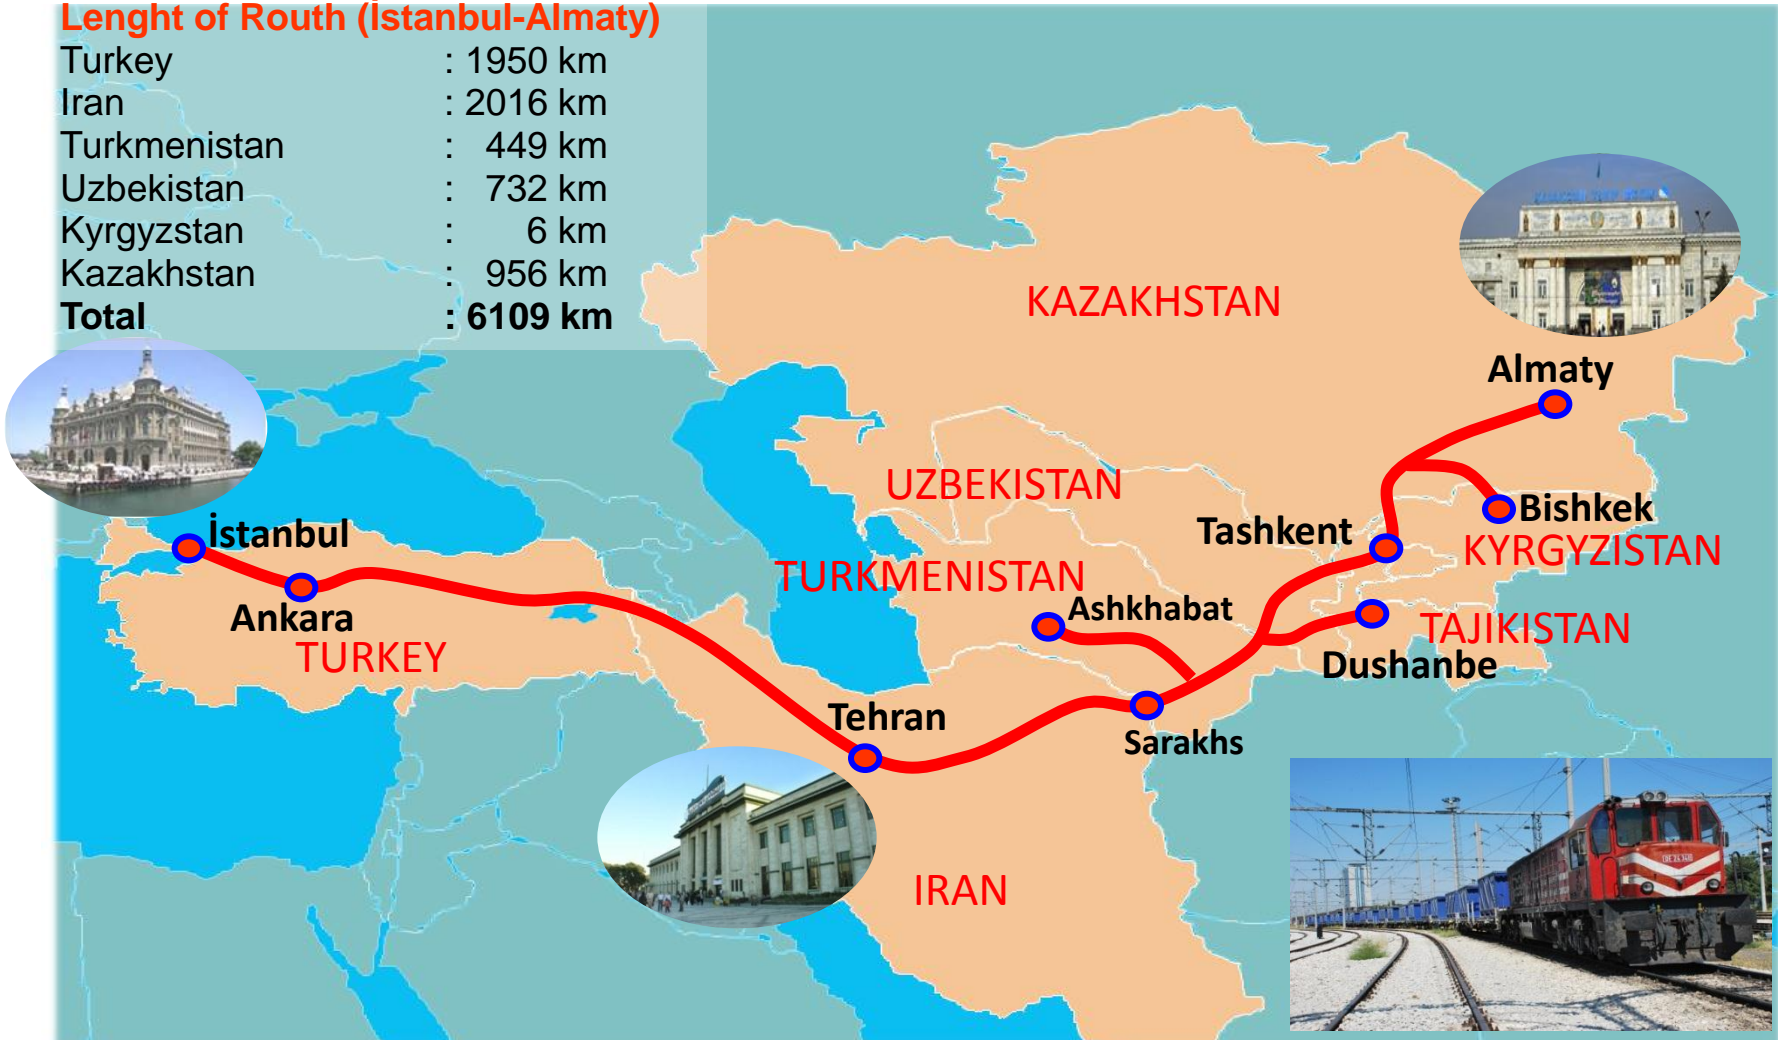 Lenght of Routh (İstanbul-Almaty)
Turkey : 1950 km
Iran : 2016 km
Turkmenistan : 449 km
Uzbekistan : 732 km
Kyrgyzstan : 6 km
Kazakhstan : 956 km
Total : 6109 km
KAZAKHSTAN
Almaty
UZBEKISTAN
Bishkek
Tashkent
İstanbul
KYRGYZISTAN
TURKMENISTAN
Ashkhabat
Ankara
TAJIKISTAN
TURKEY
Dushanbe
Tehran
Sarakhs
IRAN